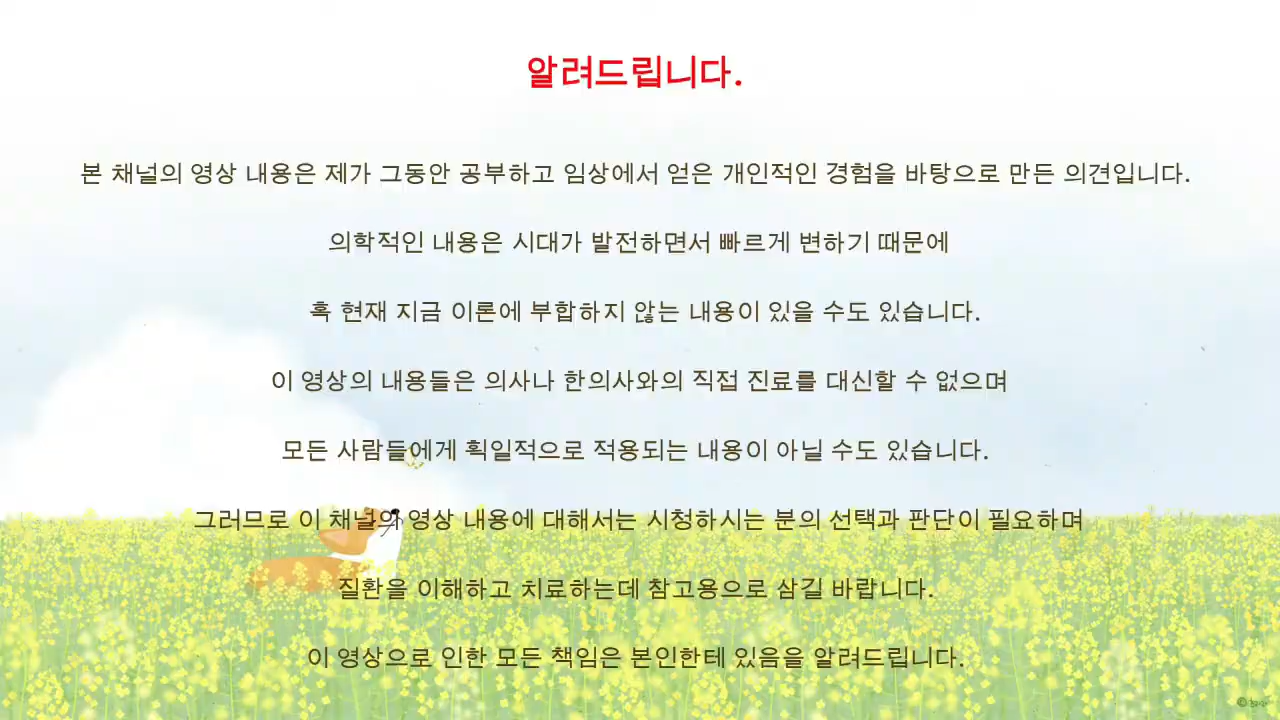 알려드립니다.
본 채널의 영상 내용은 제가 그동안 공부하고 임상에서 얻은 개인적인 경험을 바탕으로 만든 의견입니다.
의학적인 내용은 시대가 발전하면서 빠르게 변하기 때문에
혹 현재 지금 이론에 부합하지 않는 내용이 있을 수도 있습니다.
이 영상의 내용들은 의사나 한의사와의 직접 진료를 대신할 수 없으며
모든 사람들에게 획일적으로 적용되는 내용이 아닐 수도 있습니다.
그러므로 이 채널의 영상 내용에 대해서는 시청하시는 분의 선택과 판단이 필요하며
질환을 이해하고 치료하는데 참고용으로 삼길 바랍니다.
이 영상으로 인한 모든 책임은 본인한테 있음을 알려드립니다.